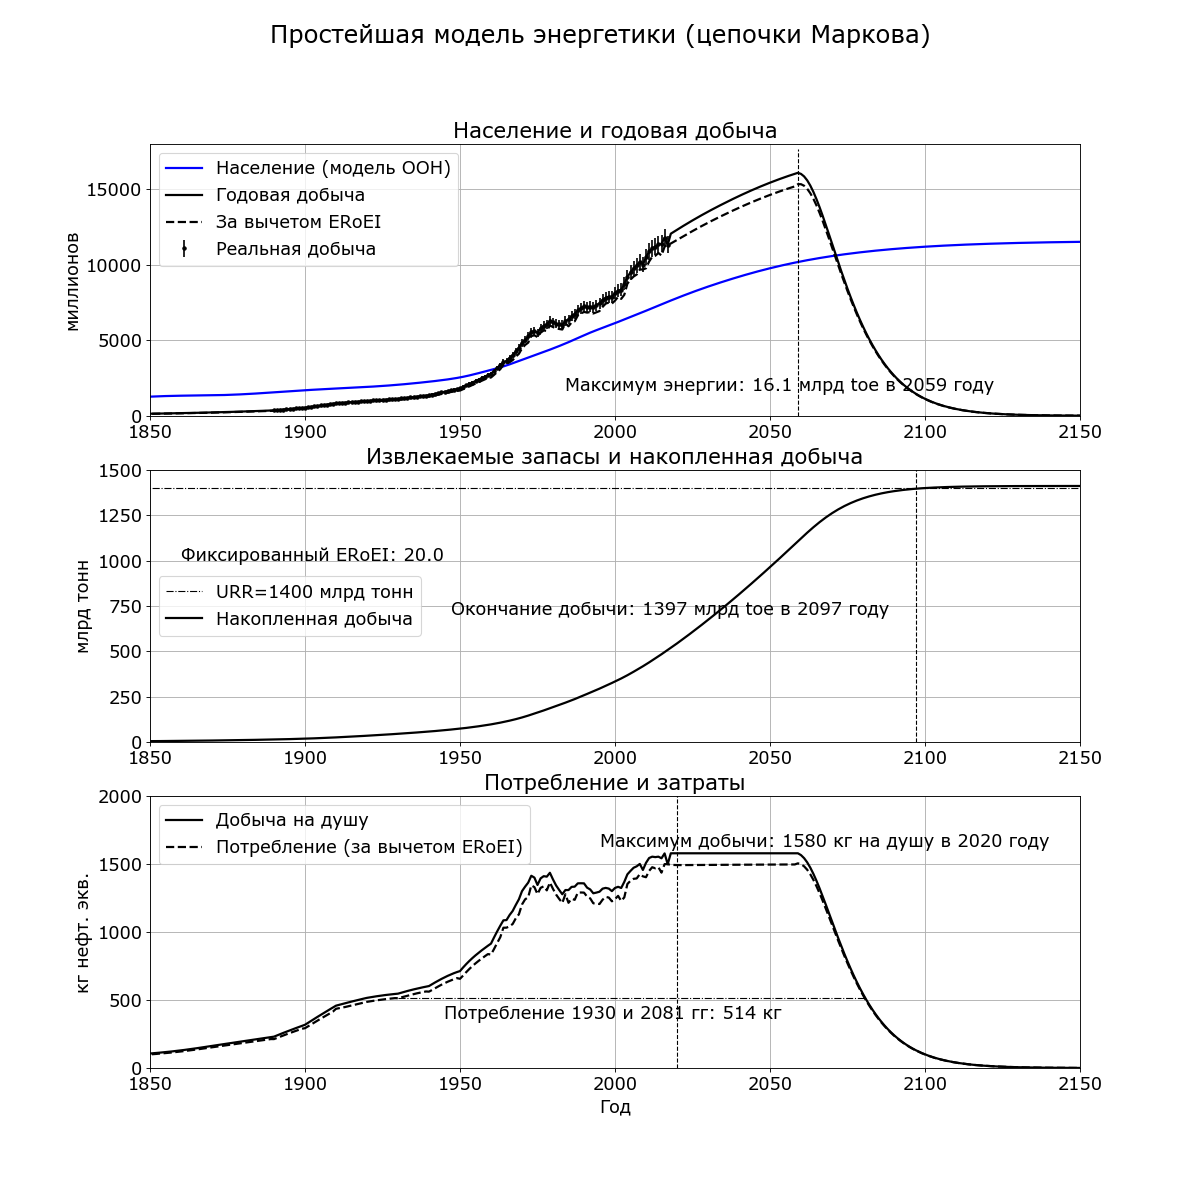 Простейшая модель энергетики (цепочки Маркова)
Население и годовая добыча
миллионов
15000
10000
5000
0
Население (модель ООН)
Годовая добыча
За вычетом ERoEI
Реальная добыча
Максимум энергии: 16.1 млрд toe в 2059 году
1850 1900 1950 2000 2050 2100 2150
Извлекаемые запасы и накопленная добыча
млрд тонн
1500
1250
1000
750
500
250
0
Фиксированный ERoEI: 20.0
URR=1400 млрд тонн
Накопленная добыча
Окончание добычи: 1397 млрд toe в 2097 году
1850 1900 1950 2000 2050 2100 2150
Потребление и затраты
кг нефт. экв.
2000
1500
1000
500
0
Добыча на душу
Потребление (за вычетом ERoEI)
Максимум добычи: 1580 кг на душу в 2020 году
Потребление 1930 и 2081 гг: 514 кг
1850 1900 1950 2000 2050 2100 2150
Год